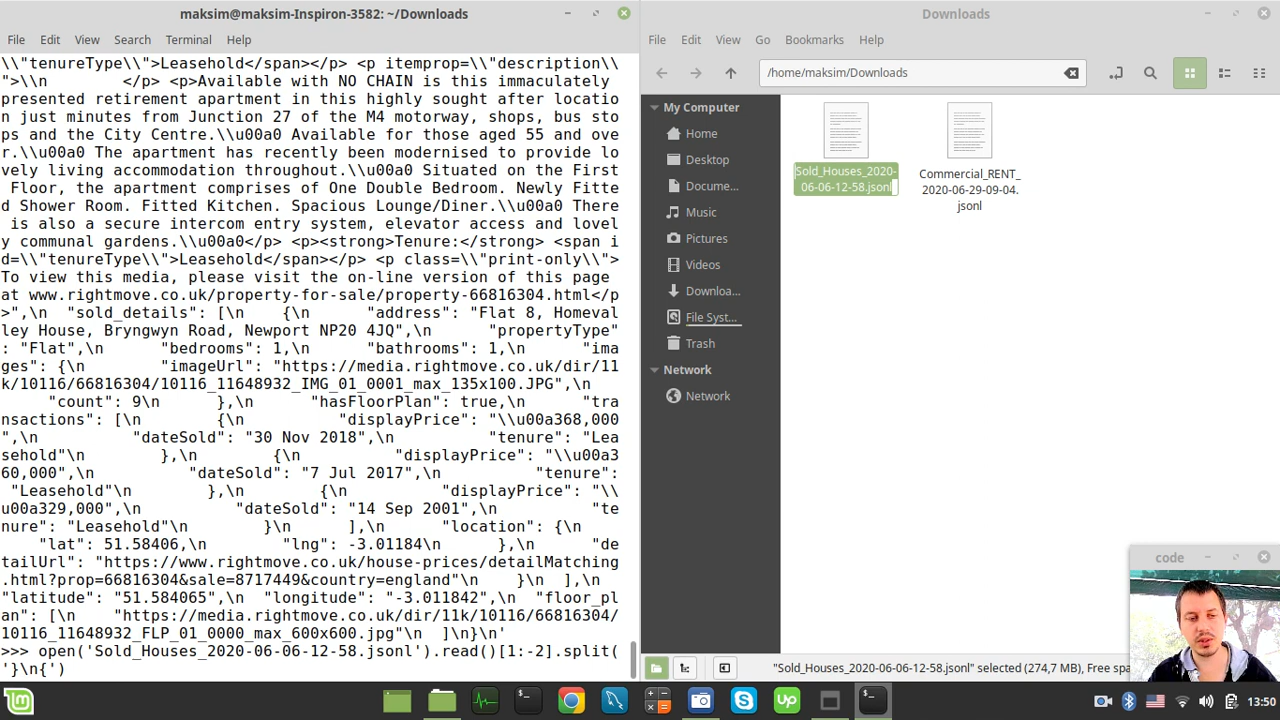 maksim@maksim-Inspiron-3582: ~/Downloads
File Edit View Search Terminal Help
\\"tenureType\\">Leasehold</span></p> <p itemprop=\\"description\\
">\\n          </p> <p>Available with NO CHAIN is this immaculately
presented retirement apartment in this highly sought after locatio
n just minutes from Junction 27 of the M4 motorway, shops, bus sto
ps and the City Centre.\\u00a0 Available for those aged 55 and ove
r.\\u00a0 The apartment has recently been modernised to provide lo
vely living accommodation throughout.\\u00a0 Situated on the First
 Floor, the apartment comprises of One Double Bedroom. Newly Fitte
d Shower Room. Fitted Kitchen. Spacious Lounge/Diner.\\u00a0 There
 is also a secure intercom entry system, elevator access and lovel
y communal gardens.\\u00a0</p> <p><strong>Tenure:</strong> <span i
d=\\"tenureType\\">Leasehold</span></p> <p class=\\"print-only\\">
To view this media, please visit the on-line version of this page
at www.rightmove.co.uk/property-for-sale/property-66816304.html</p
>",\n  "sold_details": [\n    {\n      "address": "Flat 8, Homeval
ley House, Bryngwyn Road, Newport NP20 4JQ",\n      "propertyType"
: "Flat",\n      "bedrooms": 1,\n      "bathrooms": 1,\n      "ima
ges": {\n        "imageUrl": "https://media.rightmove.co.uk/dir/11
k/10116/66816304/10116_11648932_IMG_01_0001_max_135x100.JPG",\n
     "count": 9\n      },\n      "hasFloorPlan": true,\n      "tra
nsactions": [\n        {\n          "displayPrice": "\\u00a368,000
",\n          "dateSold": "30 Nov 2018",\n          "tenure": "Lea
sehold"\n        },\n        {\n          "displayPrice": "\\u00a3
60,000",\n          "dateSold": "7 Jul 2017",\n          "tenure":
 "Leasehold"\n        },\n        {\n          "displayPrice": "\\
u00a329,000",\n          "dateSold": "14 Sep 2001",\n          "te
nure": "Leasehold"\n        }\n      ],\n      "location": {\n
    "lat": 51.58406,\n        "lng": -3.01184\n      },\n      "de
tailUrl": "https://www.rightmove.co.uk/house-prices/detailMatching
.html?prop=66816304&sale=8717449&country=england"\n    }\n  ],\n
"latitude": "51.584065",\n  "longitude": "-3.011842",\n  "floor_pl
an": [\n    "https://media.rightmove.co.uk/dir/11k/10116/66816304/
10116_11648932_FLP_01_0000_max_600x600.jpg"\n  ]\n}\n'
>>> open('Sold_Houses_2020-06-06-12-58.jsonl').read()[1:-2].split(
'}\n{')
Downloads
File Edit View Go Bookmarks Help
/home/maksim/Downloads
My Computer
Home
Desktop
Docume...
Music
Pictures
Videos
Downloa...
File Syst...
Trash
Network
Network
Sold_Houses_2020-
06-06-12-58.jsonl
Commercial_RENT_
2020-06-29-09-04.
jsonl
code
"Sold_Houses_2020-06-06-12-58.jsonl" selected (274,7 MB), Free spa
Up
13:50